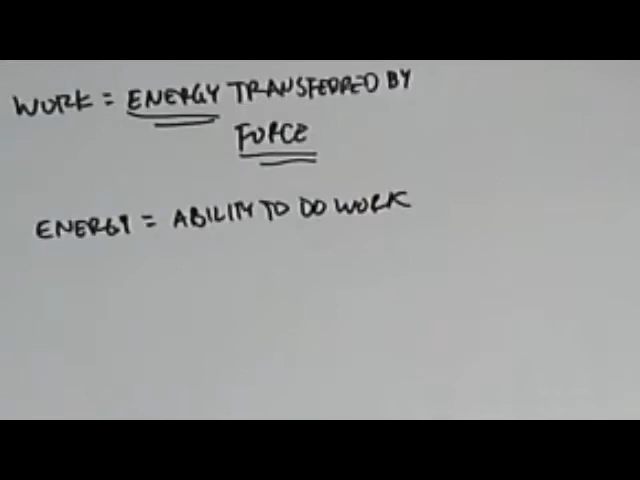 WORK = ENERGY TRANSFERRED BY
FORCE
ENERGY = ABILITY TO DO WORK